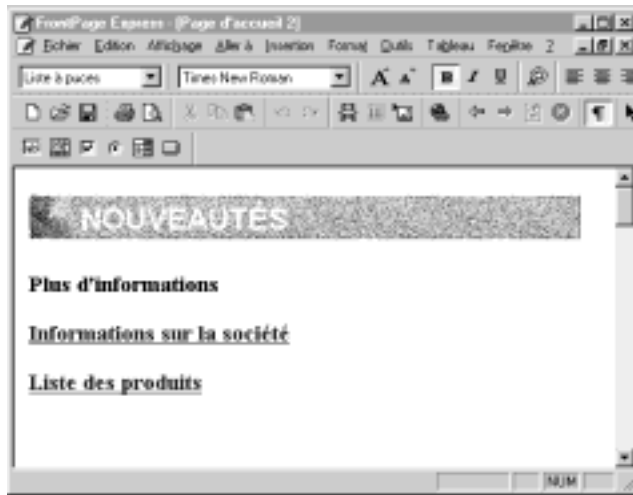 FrontPage Express - [Page d'accueil 2]
Fichier Edition Affichage Aller à Insertion Format Outils Tableau Fenêtre ?
Liste à puces Times New Roman
NOUVEAUTÉS
Plus d'informations
Informations sur la société
Liste des produits
NUM